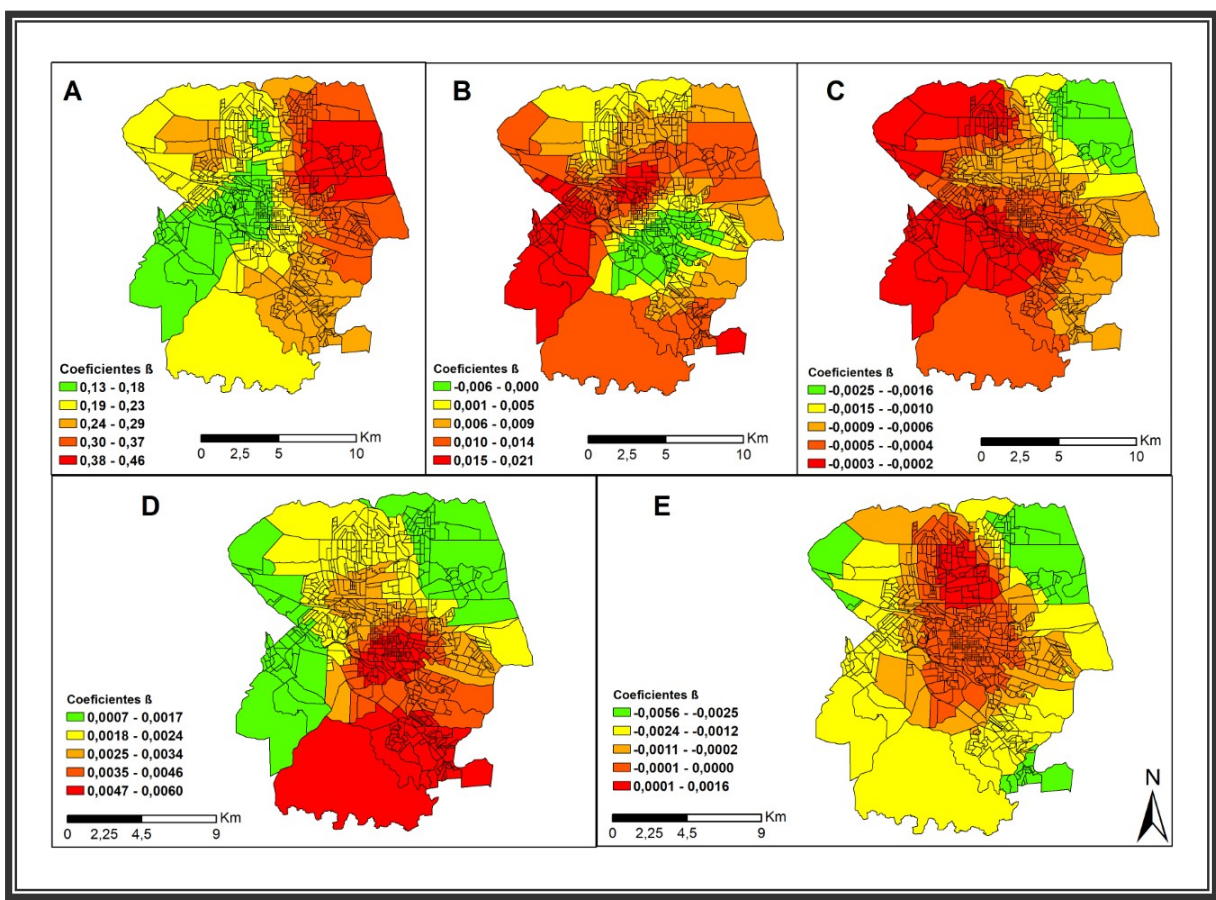 A
Coeficientes ß
0,13 - 0,18
0,19 - 0,23
0,24 - 0,29
0,30 - 0,37
0,38 - 0,46
Km
0 2,5 5 10
B
Coeficientes ß
-0,006 - 0,000
0,001 - 0,005
0,006 - 0,009
0,010 - 0,014
0,015 - 0,021
Km
0 2,5 5 10
C
Coeficientes ß
-0,0025 - -0,0016
-0,0015 - -0,0010
-0,0009 - -0,0006
-0,0005 - -0,0004
-0,0003 - -0,0002
Km
0 2,5 5 10
D
Coeficientes ß
0,0007 - 0,0017
0,0018 - 0,0024
0,0025 - 0,0034
0,0035 - 0,0046
0,0047 - 0,0060
Km
0 2,25 4,5 9
E
Coeficientes ß
-0,0056 - -0,0025
-0,0024 - -0,0012
-0,0011 - -0,0002
-0,0001 - 0,0000
0,0001 - 0,0016
Km
0 2,25 4,5 9
N